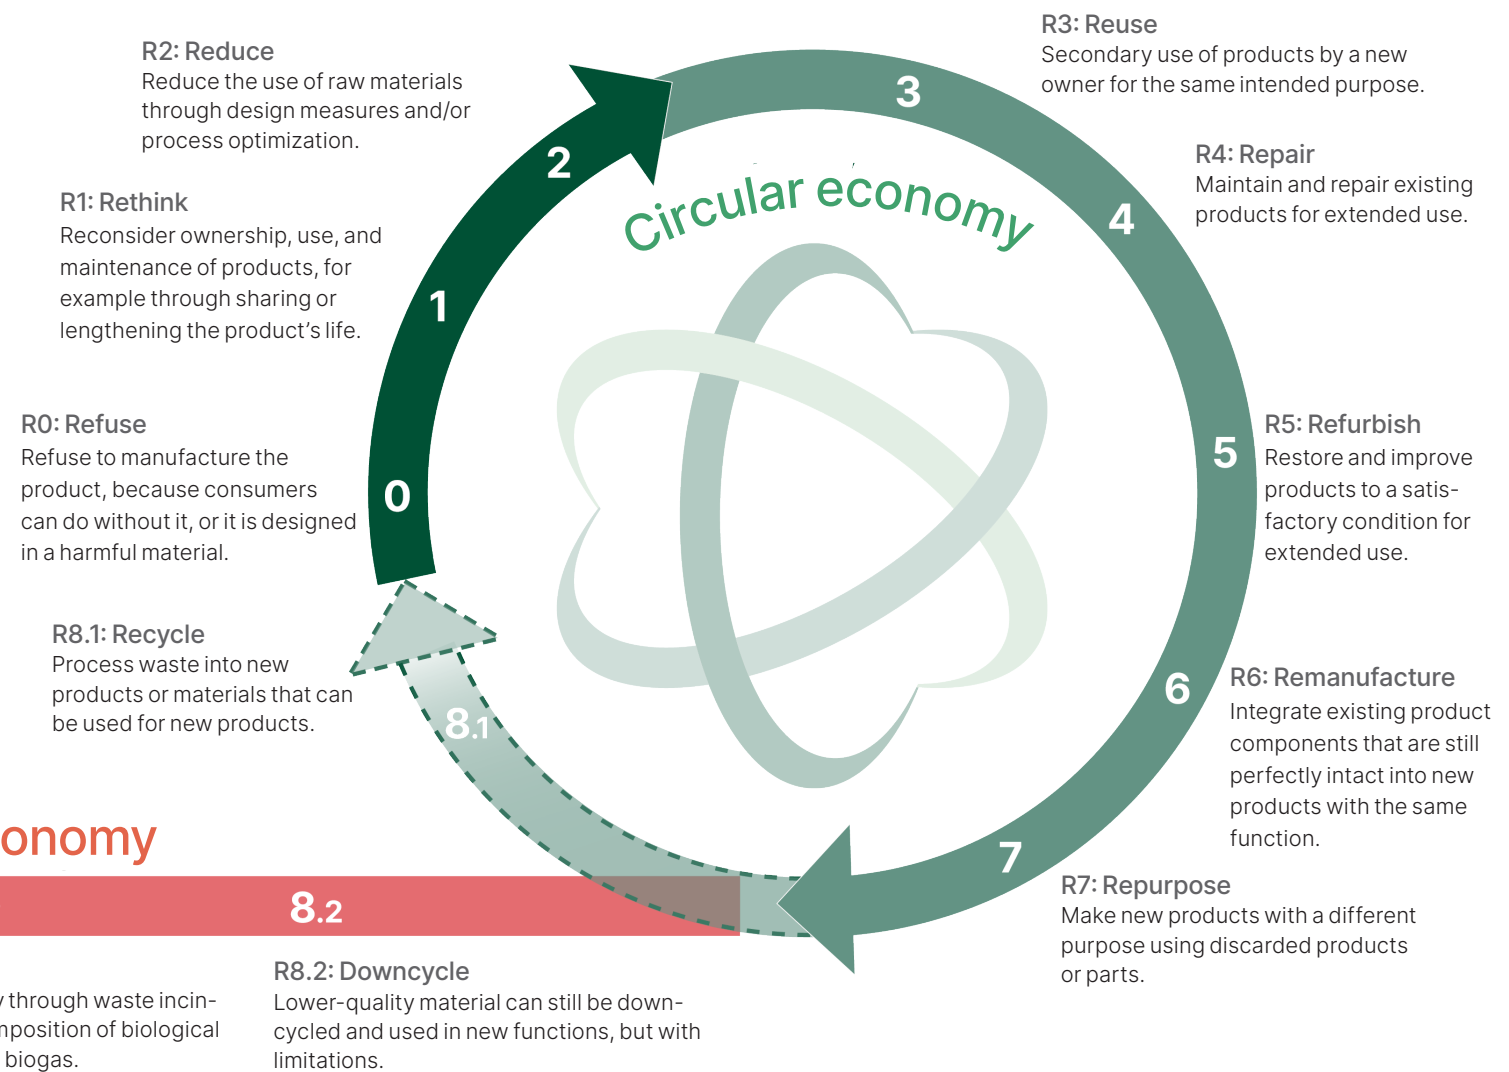 R2: Reduce
Reduce the use of raw materials
through design measures and/or
process optimization.
R1: Rethink
Reconsider ownership, use, and
maintenance of products, for
example through sharing or
lengthening the product’s life.
R0: Refuse
Refuse to manufacture the
product, because consumers
can do without it, or it is designed
in a harmful material.
R8.1: Recycle
Process waste into new
products or materials that can
be used for new products.
R3: Reuse
Secondary use of products by a new
owner for the same intended purpose.
R4: Repair
Maintain and repair existing
products for extended use.
R5: Refurbish
Restore and improve
products to a satis-
factory condition for
extended use.
R6: Remanufacture
Integrate existing product
components that are still
perfectly intact into new
products with the same
function.
R7: Repurpose
Make new products with a different
purpose using discarded products
or parts.
Circular economy
0
1
2
3
4
5
6
7
8.1
onomy
8.2
through waste incin-
mposition of biological
biogas.
R8.2: Downcycle
Lower-quality material can still be down-
cycled and used in new functions, but with
limitations.